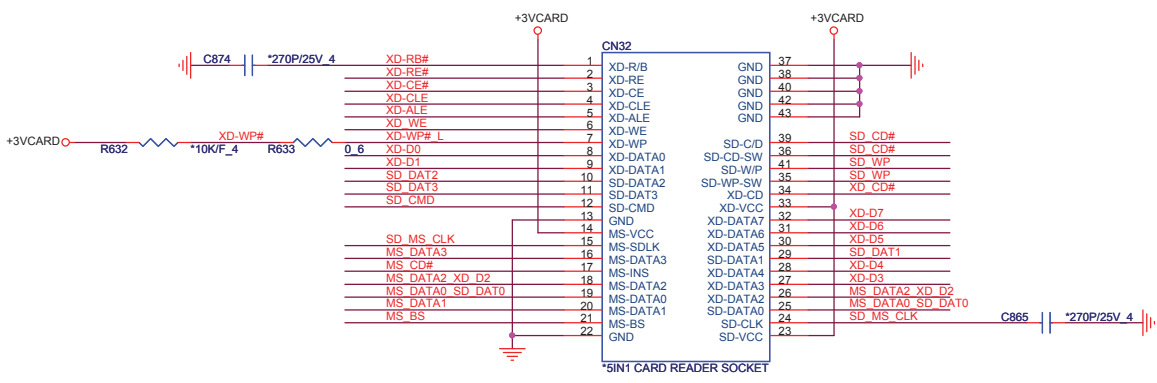 +3VCARD +3VCARD
CN32
C874 *270P/25V_4 XD-RB# 1 XD-R/B GND 37
XD-RE# 2 XD-RE GND 38
XD-CE# 3 XD-CE GND 40
XD-CLE 4 XD-CLE GND 42
XD-ALE 5 XD-ALE GND 43
XD_WE 6 XD-WE
+3VCARD R632 XD-WP# *10K/F_4 R633 0_6 XD-WP#_L 7 XD-WP SD-C/D 39 SD_CD#
XD-D0 8 XD-DATA0 SD-CD-SW 36 SD_CD#
XD-D1 9 XD-DATA1 SD-W/P 41 SD_WP
SD_DAT2 10 SD-DATA2 SD-WP-SW 35 SD_WP
SD_DAT3 11 SD-DAT3 XD-CD 34 XD_CD#
SD_CMD 12 SD-CMD XD-VCC 33
13 GND XD-DATA7 32 XD-D7
14 MS-VCC XD-DATA6 31 XD-D6
SD_MS_CLK 15 MS-SDLK XD-DATA5 30 XD-D5
MS_DATA3 16 MS-DATA3 SD-DATA1 29 SD_DAT1
MS_CD# 17 MS-INS XD-DATA4 28 XD-D4
MS_DATA2_XD_D2 18 MS-DATA2 XD-DATA3 27 XD-D3
MS_DATA0_SD_DAT0 19 MS-DATA0 XD-DATA2 26 MS_DATA2_XD_D2
MS_DATA1 20 MS-DATA1 SD-DATA0 25 MS_DATA0_SD_DAT0
MS_BS 21 MS-BS SD-CLK 24 SD_MS_CLK C865 *270P/25V_4
22 GND SD-VCC 23
*5IN1 CARD READER SOCKET